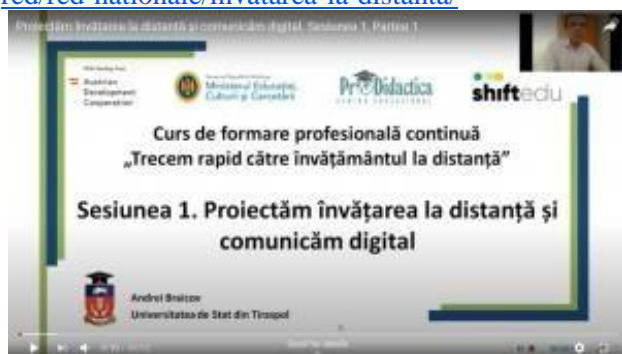 red/red-nationale/invatarea-la-distanta/
Proiectăm învățarea la distanță și comunicăm digital. Sesiunea 1. Partea 1
Austrian
Development
Cooperation
Ministerul Educației,
Culturii și Cercetării
Pro Didactica
shiftedu
Curs de formare profesională continuă
„Trecem rapid către învățământul la distanță”
Sesiunea 1. Proiectăm învățarea la distanță și
comunicăm digital
Andrei Braicov
Universitatea de Stat din Tiraspol